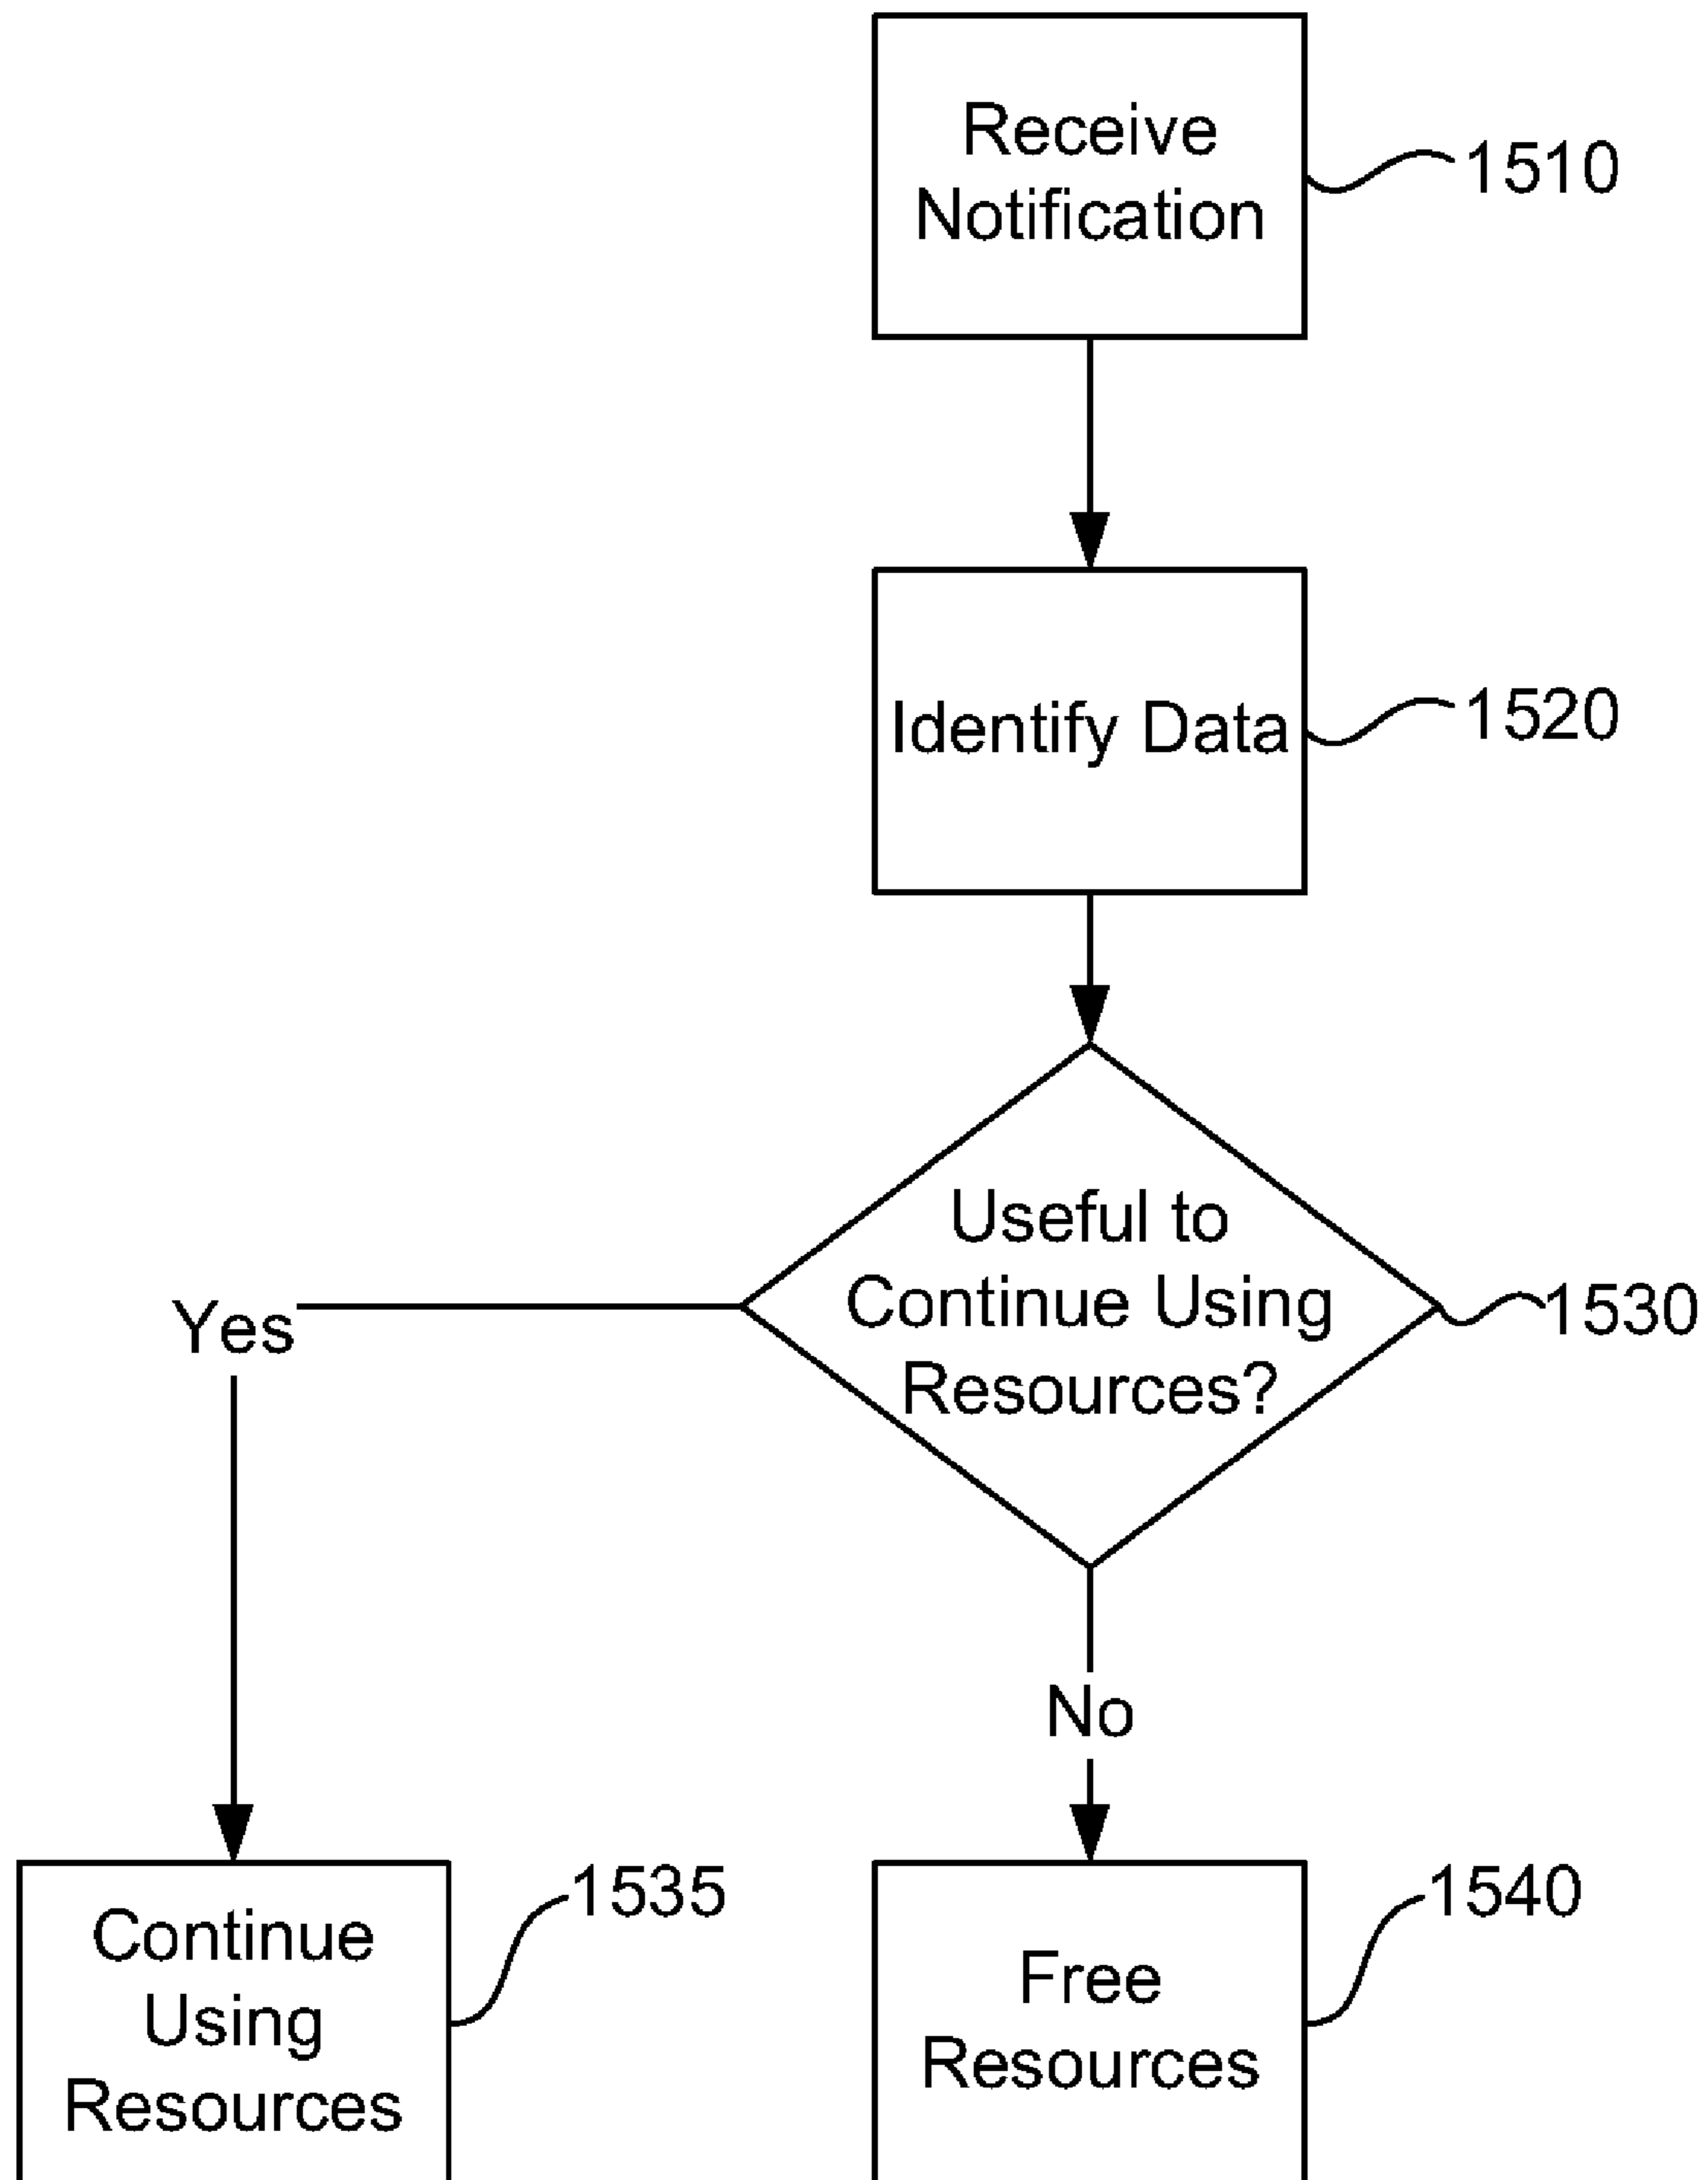 Receive
Notification
1510
Identify Data
1520
Useful to
Continue Using
Resources?
1530
Yes
No
Continue
Using
Resources
1535
Free
Resources
1540